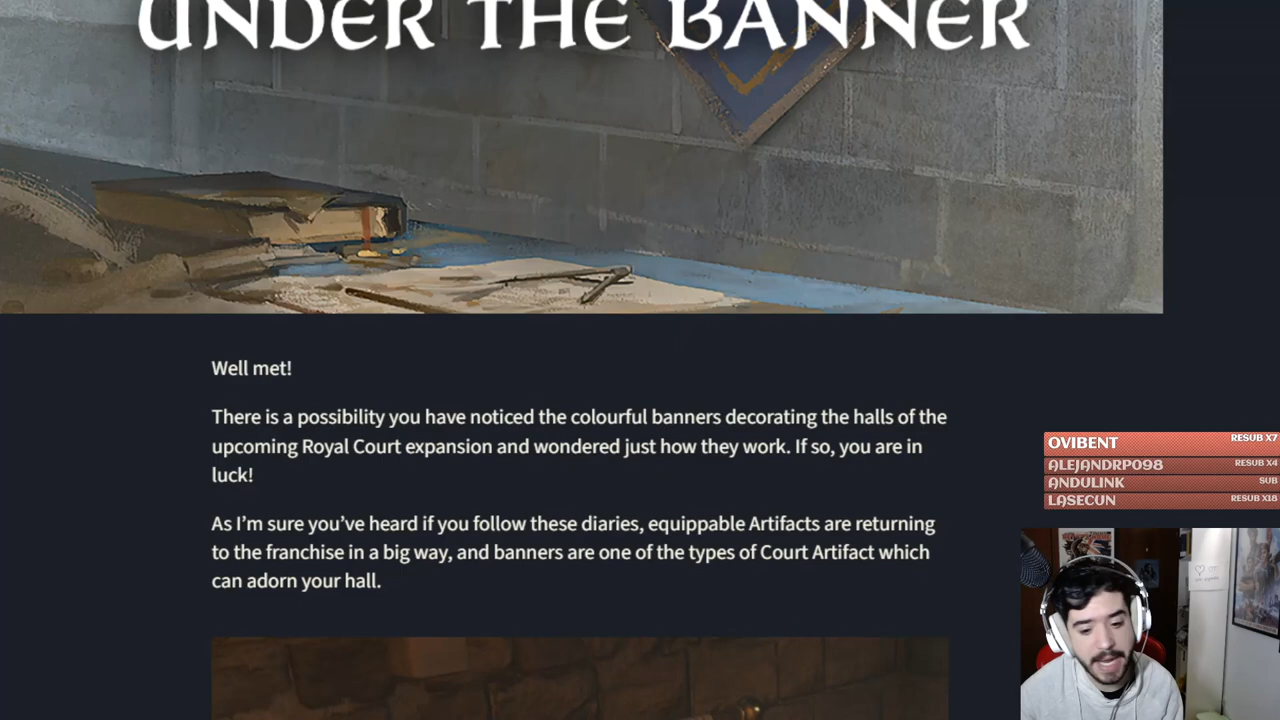 UNDER THE BANNER
Well met!
There is a possibility you have noticed the colourful banners decorating the halls of the
upcoming Royal Court expansion and wondered just how they work. If so, you are in
luck!
As I'm sure you've heard if you follow these diaries, equippable Artifacts are returning
to the franchise in a big way, and banners are one of the types of Court Artifact which
can adorn your hall.
OVIBENT RESUB X7
ALEJANDRP098 RESUB X4
ANDULINK SUB
LASECUN RESUB X18